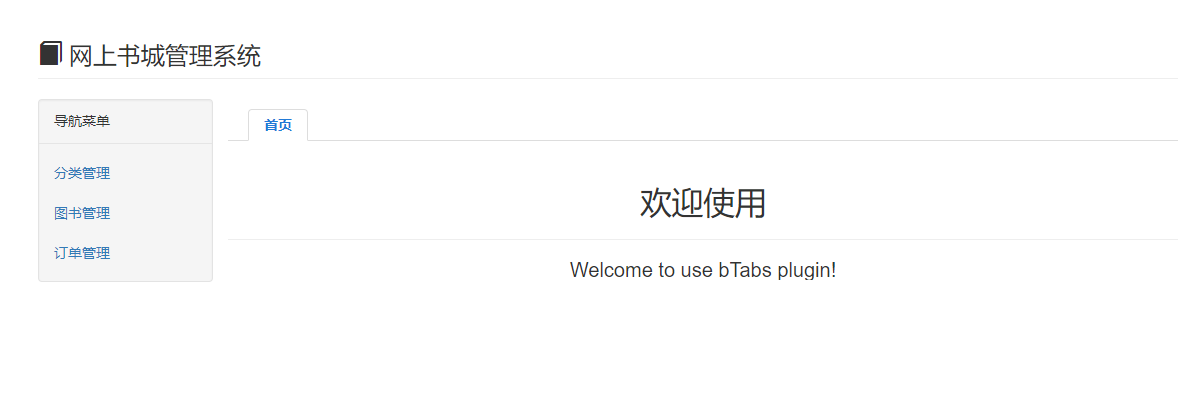 网上书城管理系统
导航菜单
分类管理
图书管理
订单管理
首页
欢迎使用
Welcome to use bTabs plugin!